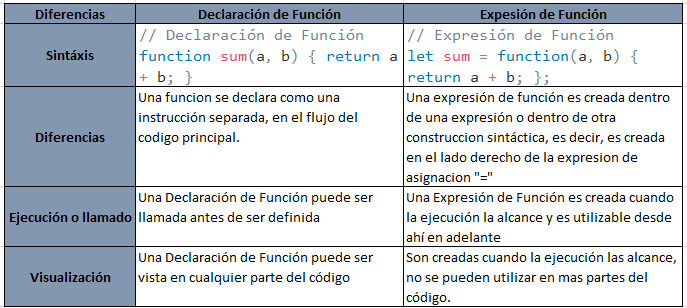 Diferencias
Declaración de Función
Expesión de Función
Sintáxis
// Declaración de Función
function sum(a, b) { return a
+ b; }
// Expresión de Función
let sum = function(a, b) {
return a + b; };
Diferencias
Una funcion se declara como una
instrucción separada, en el flujo del
codigo principal.
Una expresión de función es creada dentro
de una expresión o dentro de otra
construccion sintáctica, es decir, es creada
en el lado derecho de la expresion de
asignacion "="
Ejecución o llamado
Una Declaración de Función puede ser
llamada antes de ser definida
Una Expresión de Función es creada cuando
la ejecución la alcance y es utilizable desde
ahí en adelante
Visualización
Una Declaración de Función puede ser
vista en cualquier parte del código
Son creadas cuando la ejecución las alcance,
no se pueden utilizar en mas partes del
código.